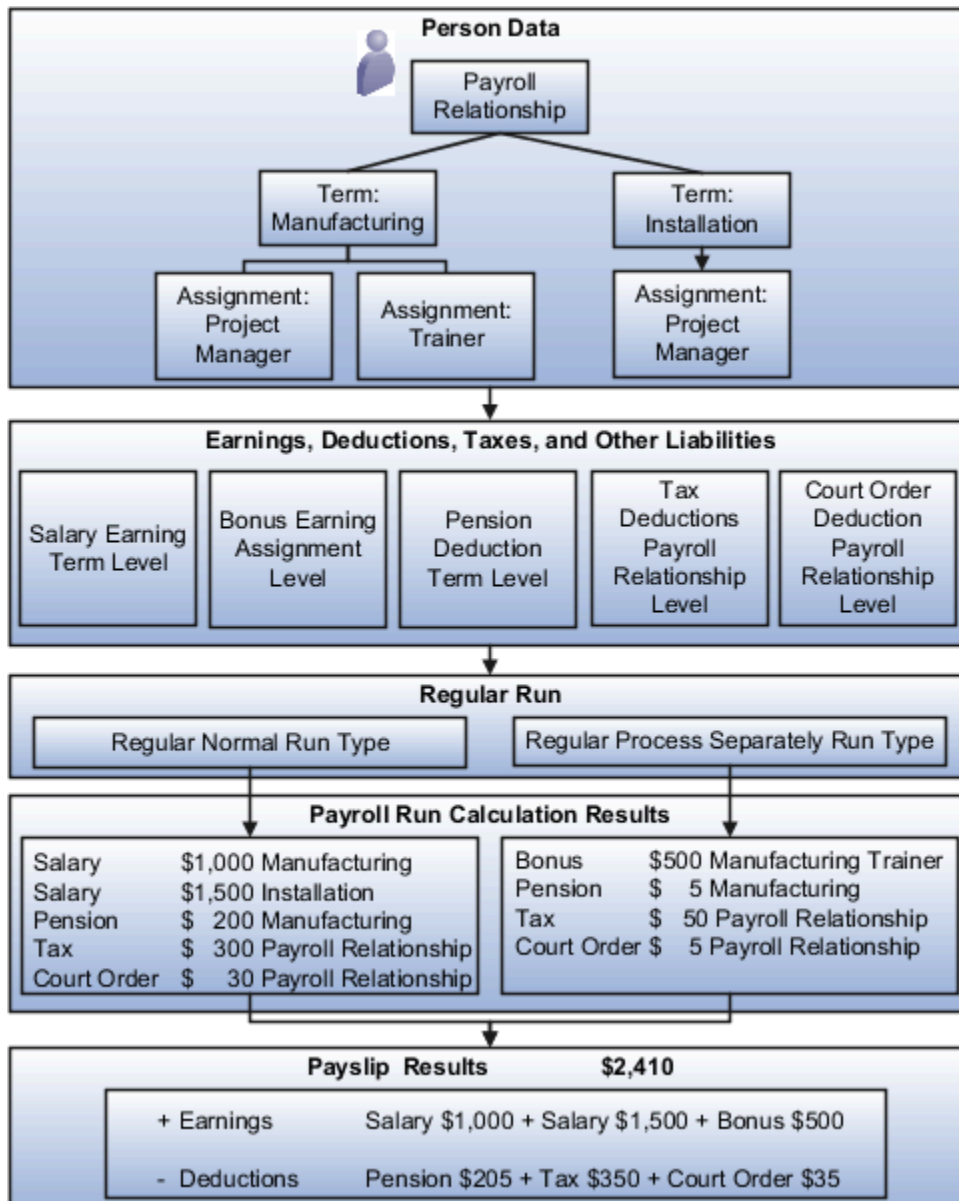 Person Data
Payroll
Relationship
Term:
Manufacturing
Term:
Installation
Assignment:
Project
Manager
Assignment:
Trainer
Assignment:
Project
Manager
Earnings, Deductions, Taxes, and Other Liabilities
Salary Earning
Term Level
Bonus Earning
Assignment
Level
Pension
Deduction
Term Level
Tax
Deductions
Payroll
Relationship
Level
Court Order
Deduction
Payroll
Relationship
Level
Regular Run
Regular Normal Run Type
Regular Process Separately Run Type
Payroll Run Calculation Results
Salary $1,000 Manufacturing
Salary $1,500 Installation
Pension $ 200 Manufacturing
Tax $ 300 Payroll Relationship
Court Order $ 30 Payroll Relationship
Bonus $500 Manufacturing Trainer
Pension $ 5 Manufacturing
Tax $ 50 Payroll Relationship
Court Order $ 5 Payroll Relationship
Payslip Results $2,410
+ Earnings Salary $1,000 + Salary $1,500 + Bonus $500
- Deductions Pension $205 + Tax $350 + Court Order $35